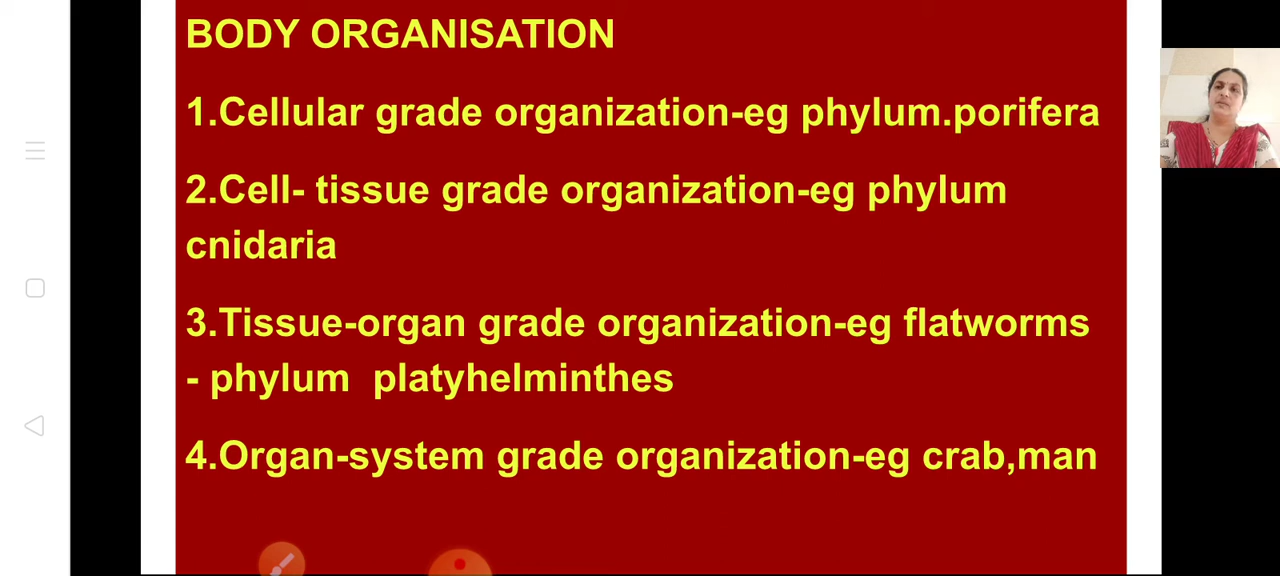 BODY ORGANISATION
1.Cellular grade organization-eg phylum.porifera
2.Cell- tissue grade organization-eg phylum
cnidaria
3.Tissue-organ grade organization-eg flatworms
- phylum platyhelminthes
4.Organ-system grade organization-eg crab,man